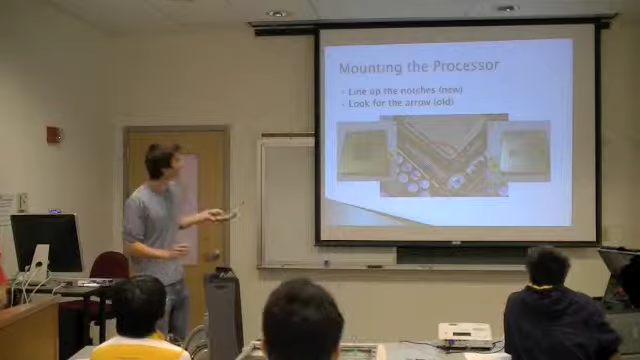 Mounting the Processor
- Line up the notches (new)
- Look for the arrow (old)